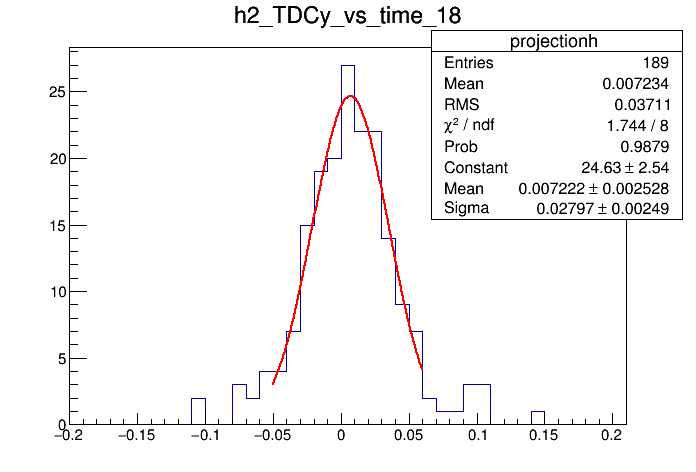 h2_TDCy_vs_time_18
projectionh
Entries 189
Mean 0.007234
RMS 0.03711
χ² / ndf 1.744 / 8
Prob 0.9879
Constant 24.63 ± 2.54
Mean 0.007222 ± 0.002528
Sigma 0.02797 ± 0.00249
25
20
15
10
5
0
−0.2 −0.15 −0.1 −0.05 0 0.05 0.1 0.15 0.2